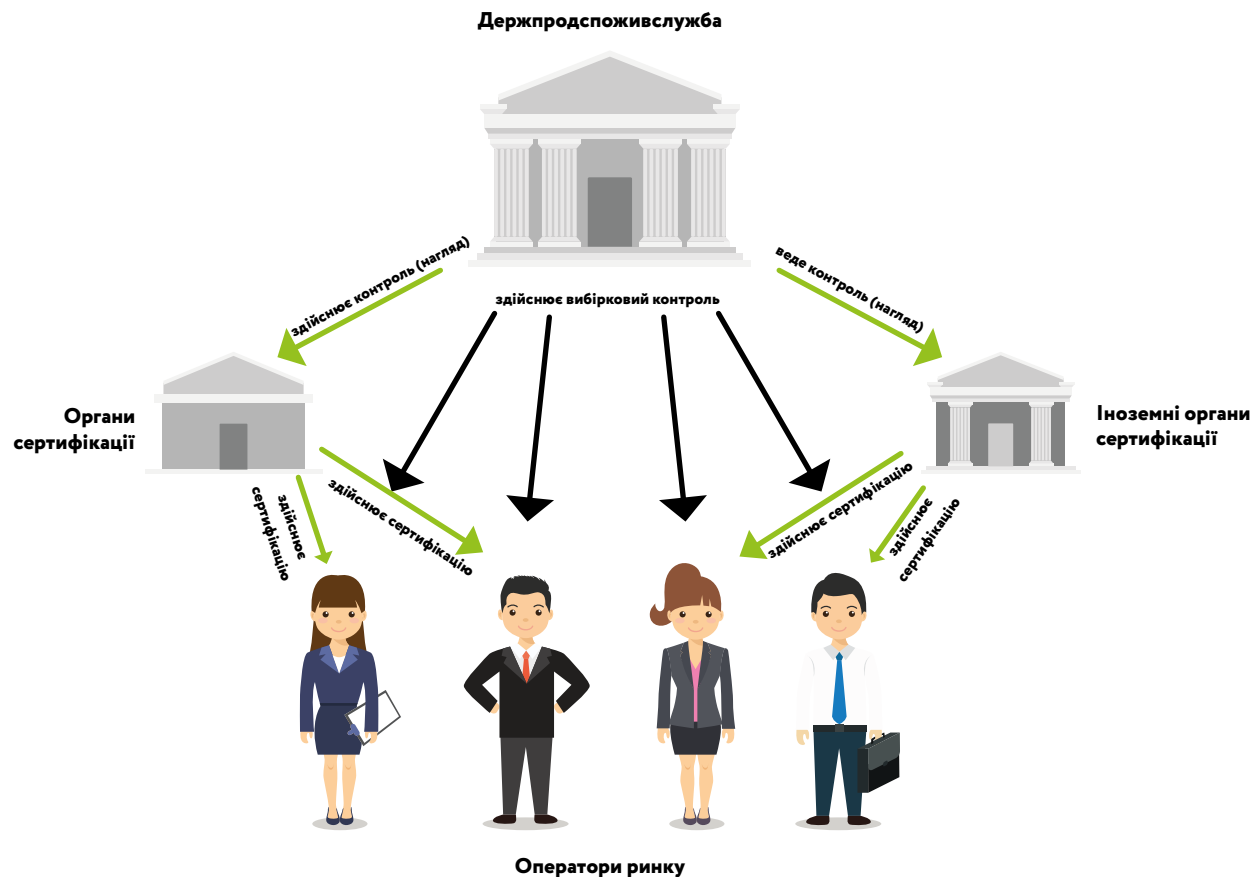 Держпродспоживслужба
здійснює контроль (нагляд)
веде контроль (нагляд)
здійснює вибірковий контроль
Органи
сертифікації
Іноземні органи
сертифікації
здійснює
сертифікацію
здійснює сертифікацію
здійснює сертифікацію
здійснює
сертифікацію
Оператори ринку